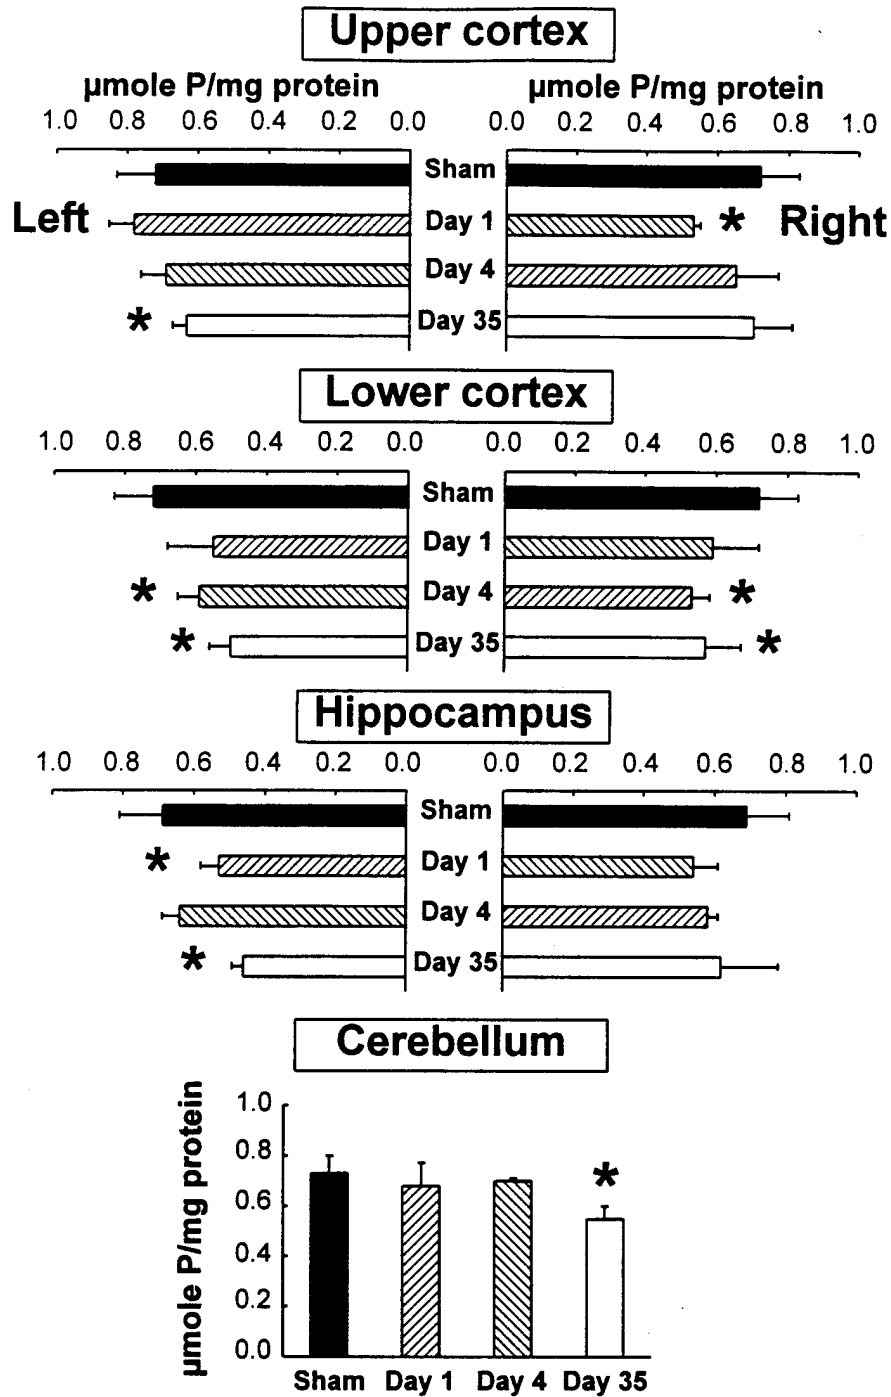 Upper cortex
µmole P/mg protein µmole P/mg protein
1.0 0.8 0.6 0.4 0.2 0.0 0.0 0.2 0.4 0.6 0.8 1.0
Sham
Left Day 1 * Right
Day 4
* Day 35
Lower cortex
1.0 0.8 0.6 0.4 0.2 0.0 0.0 0.2 0.4 0.6 0.8 1.0
Sham
Day 1
* Day 4 *
* Day 35 *
Hippocampus
1.0 0.8 0.6 0.4 0.2 0.0 0.0 0.2 0.4 0.6 0.8 1.0
Sham
* Day 1
Day 4
* Day 35
Cerebellum
µmole P/mg protein
1.0
0.8
*
0.6
0.4
0.2
0.0
Sham Day 1 Day 4 Day 35